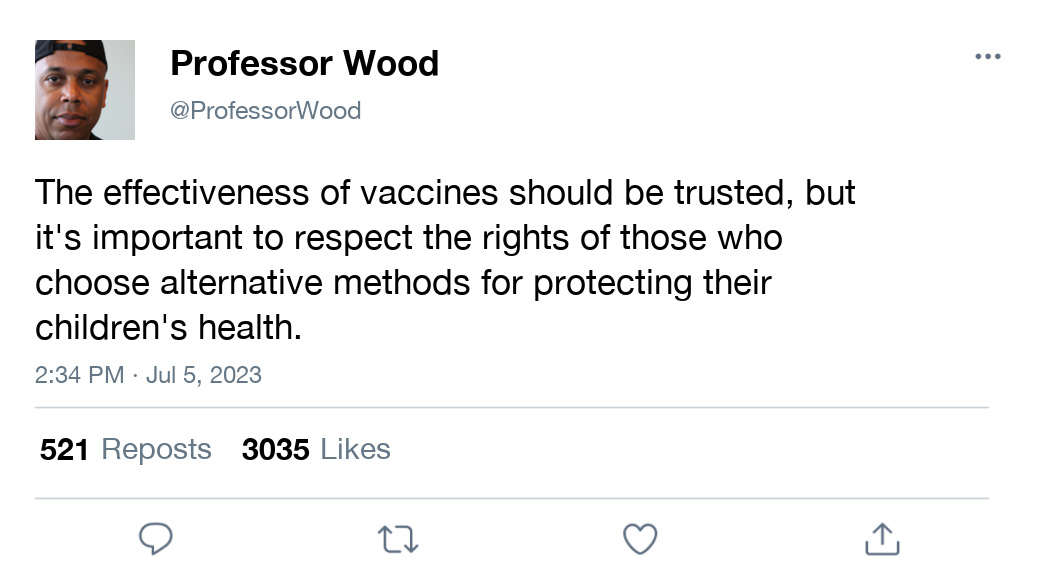 Professor Wood
@ProfessorWood
The effectiveness of vaccines should be trusted, but
it's important to respect the rights of those who
choose alternative methods for protecting their
children's health.
2:34 PM · Jul 5, 2023
521 Reposts 3035 Likes